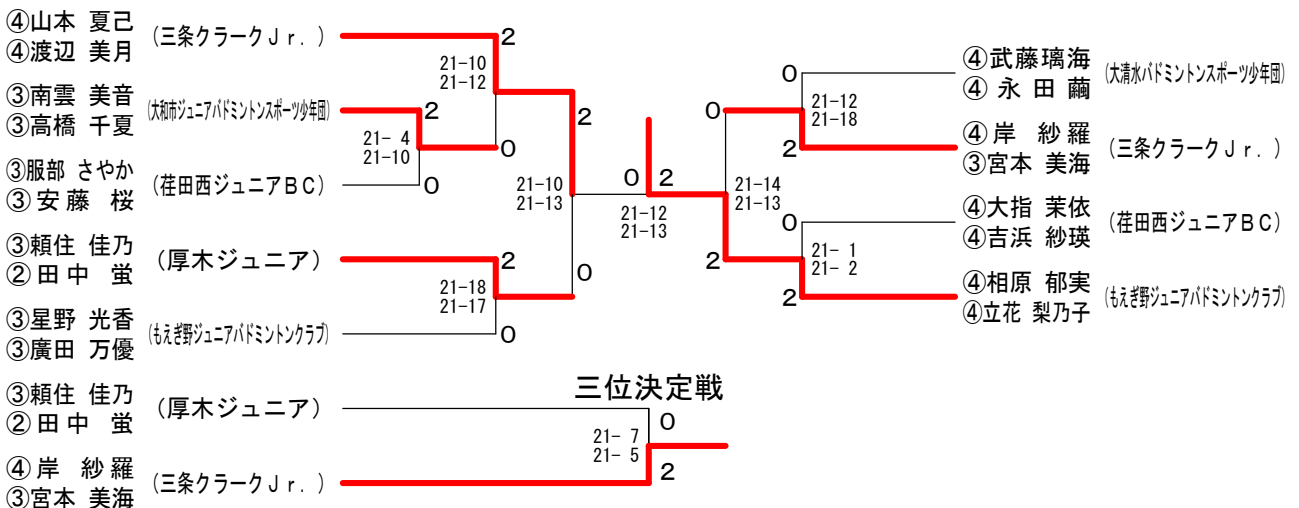 ④山本 夏己
④渡辺 美月
(三条クラークＪｒ．)
2
21-10
21-12
③南雲 美音
③高橋 千夏
(大和市ジュニアバドミントンスポーツ少年団)
2
21- 4
21-10
0
③服部 さやか
③安藤 桜
(荏田西ジュニアＢＣ)
0
2
21-10
21-13
③頼住 佳乃
②田中 蛍
(厚木ジュニア)
2
0
21-18
21-17
③星野 光香
③廣田 万優
(もえぎ野ジュニアバドミントンクラブ)
0
0 2
21-12
21-13
0
④武藤璃海
④永田繭
(大清水バドミントンスポーツ少年団)
0
21-12
21-18
2
④岸 紗羅
③宮本 美海
(三条クラークＪｒ．)
21-14
21-13
0
④大指 茉依
④吉浜 紗瑛
(荏田西ジュニアＢＣ)
2
21- 1
21- 2
2
④相原 郁実
④立花 梨乃子
(もえぎ野ジュニアバドミントンクラブ)
三位決定戦
③頼住 佳乃
②田中 蛍
(厚木ジュニア)
0
21- 7
21- 5
2
④岸 紗羅
③宮本 美海
(三条クラークＪｒ．)